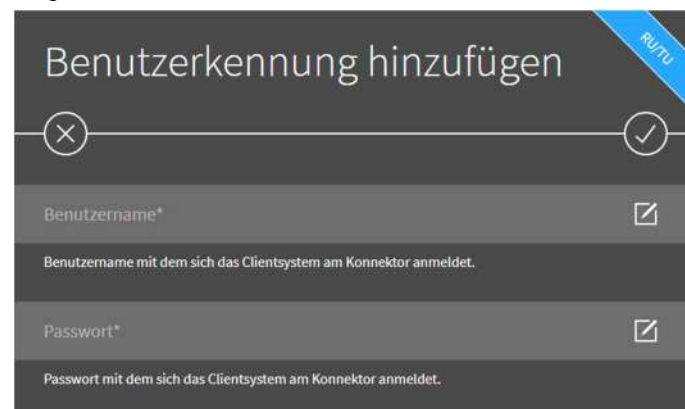 Benutzerkennung hinzufügen
RU/TU
Benutzername*
Benutzername mit dem sich das Clientsystem am Konnektor anmeldet.
Passwort*
Passwort mit dem sich das Clientsystem am Konnektor anmeldet.